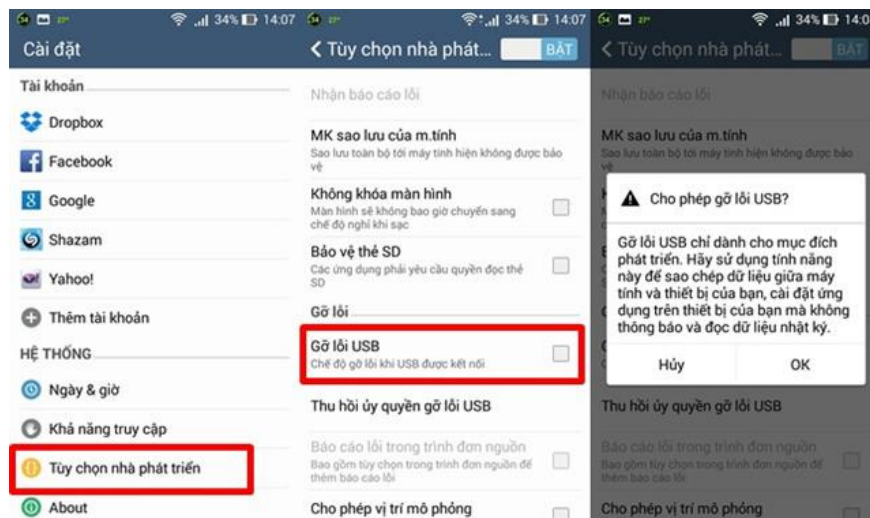 34% 14:07
Cài đặt
Tài khoản
Dropbox
Facebook
Google
Shazam
Yahoo!
Thêm tài khoản
HỆ THỐNG
Ngày & giờ
Khả năng truy cập
Tùy chọn nhà phát triển
About
34% 14:07
Tùy chọn nhà phát... BẬT
Nhận báo cáo lỗi
MK sao lưu của m.tính
Sao lưu toàn bộ tới máy tính hiện không được bảo
vệ
Không khóa màn hình
Màn hình sẽ không bao giờ chuyển sang
chế độ nghỉ khi sạc
Bảo vệ thẻ SD
Các ứng dụng phải yêu cầu quyền đọc thẻ
SD
Gỡ lỗi
Gỡ lỗi USB
Chế độ gỡ lỗi khi USB được kết nối
Thu hồi ủy quyền gỡ lỗi USB
Báo cáo lỗi trong trình đơn nguồn
Bao gồm tùy chọn trong trình đơn nguồn để
thêm báo cáo lỗi
Cho phép vị trí mô phỏng
34% 14:0
Tùy chọn nhà phát... BẬT
Nhận báo cáo lỗi
MK sao lưu của m.tính
Sao lưu toàn bộ tới máy tính hiện không được bảo
vệ
Cho phép gỡ lỗi USB?
Gỡ lỗi USB chỉ dành cho mục đích
phát triển. Hãy sử dụng tính năng
này để sao chép dữ liệu giữa máy
tính và thiết bị của bạn, cài đặt ứng
dụng trên thiết bị của bạn mà không
thông báo và đọc dữ liệu nhật ký.
Hủy OK
Thu hồi ủy quyền gỡ lỗi USB
Báo cáo lỗi trong trình đơn nguồn
Bao gồm tùy chọn trong trình đơn nguồn để
thêm báo cáo lỗi
Cho phép vị trí mô phỏng